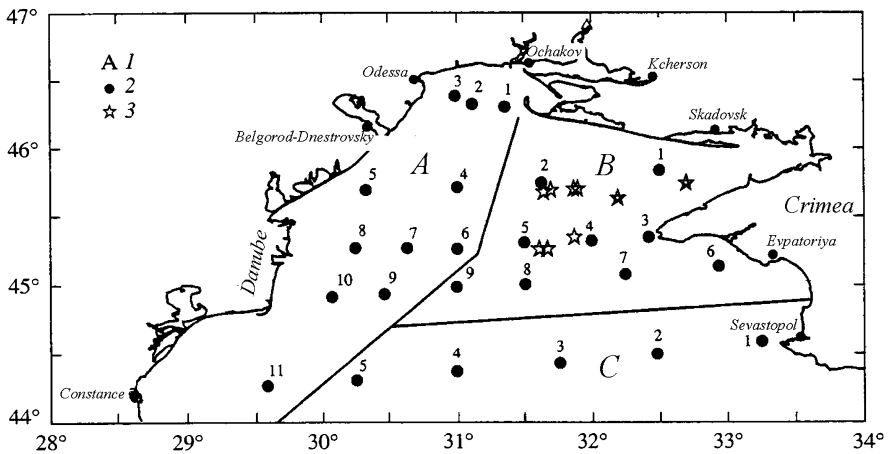 47°
A 1
2
3
Ochakov
Kcherson
Odessa
3 2 1
Skadovsk
Belgorod-Dnestrovsky
46°
A
B
1
2
5 4
Crimea
Danube
8 7 6
5 4 3
Evpatoriya
10 9
9 8 7 6
45°
Sevastopol
C
11 5 4 3 2 1
Constance
44°
28° 29° 30° 31° 32° 33° 34°